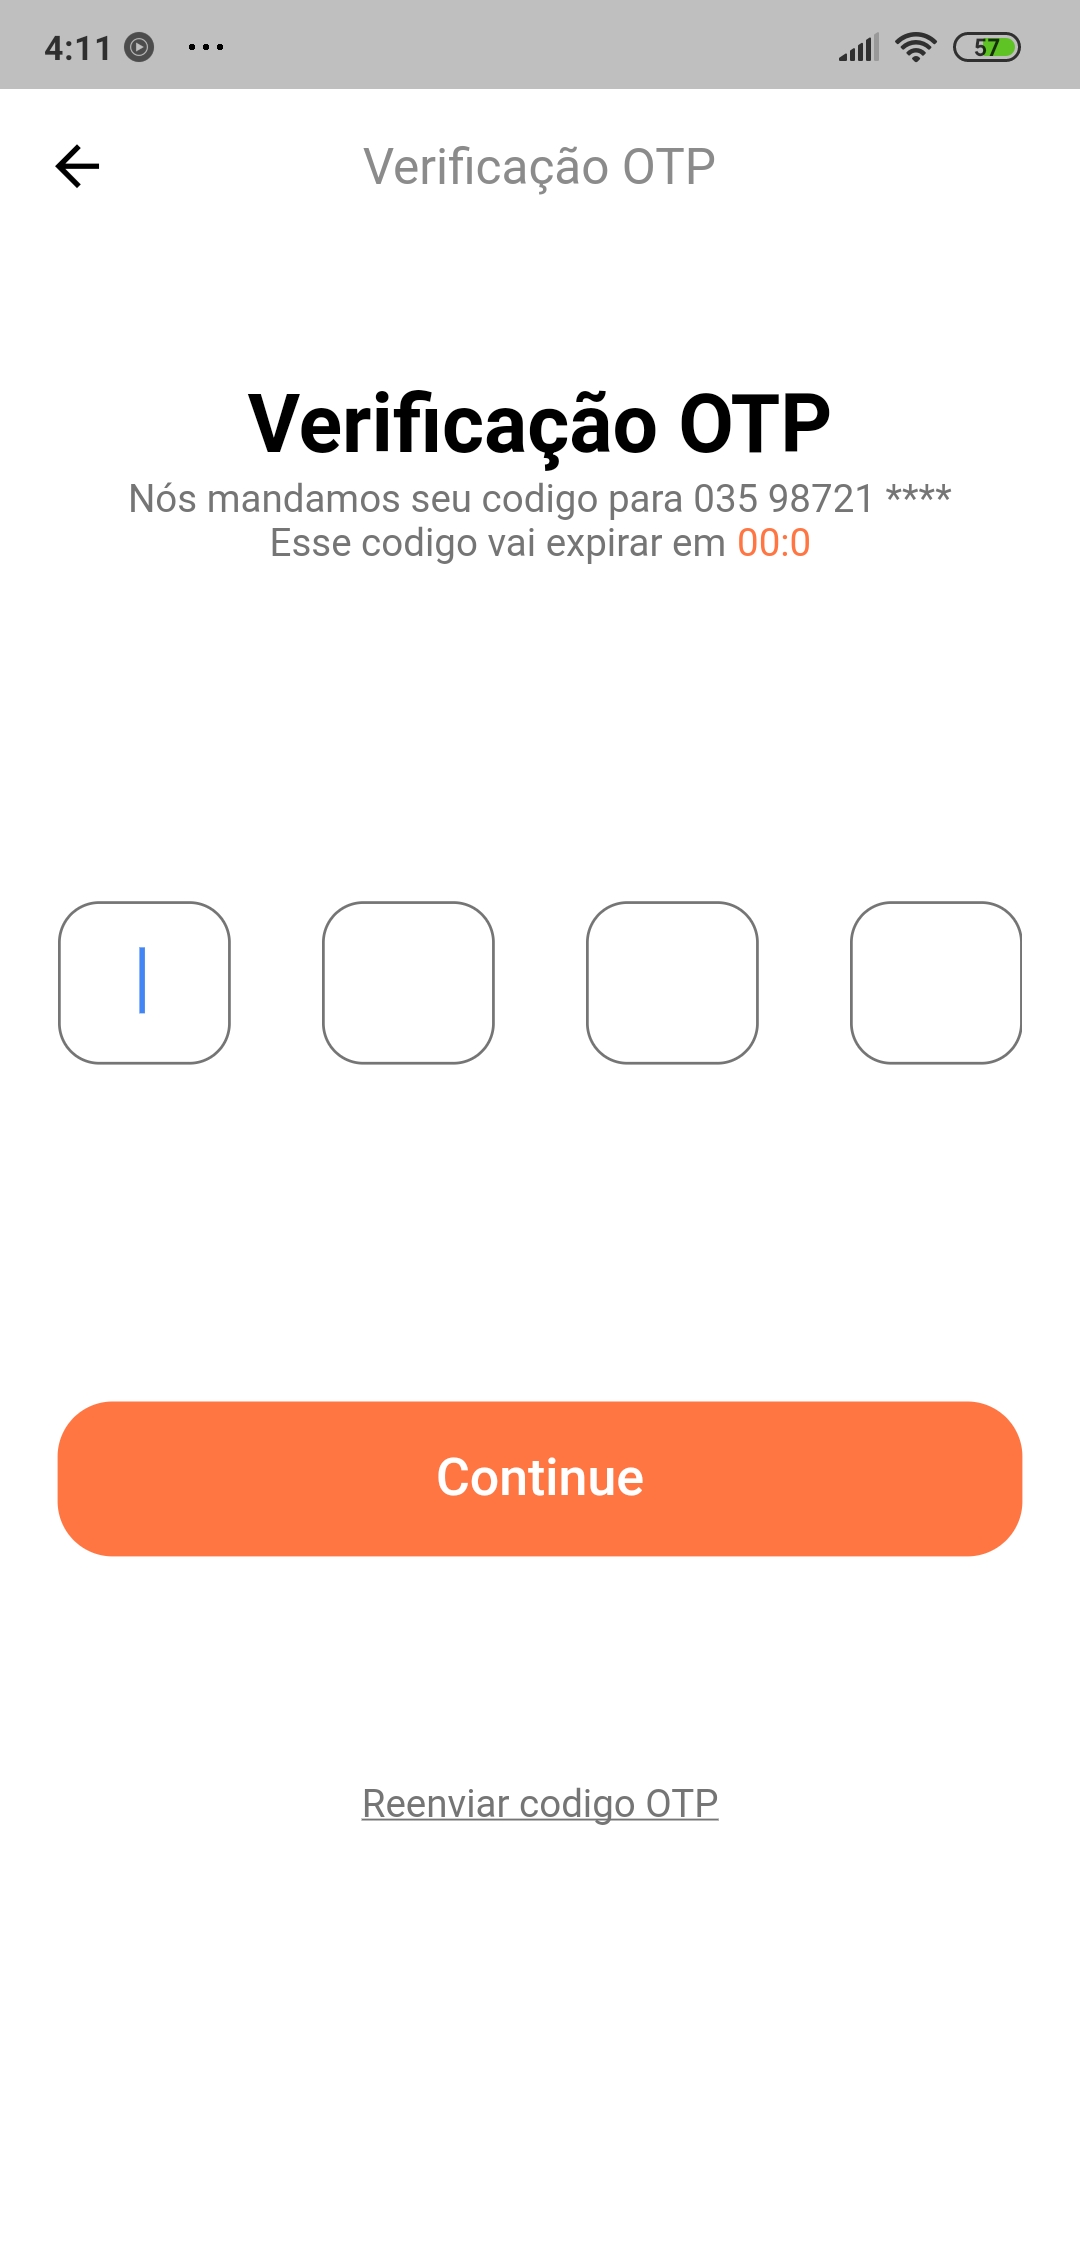 4:11
57
Verificação OTP
Verificação OTP
Nós mandamos seu codigo para 035 98721 ****
Esse codigo vai expirar em 00:0
Continue
Reenviar codigo OTP